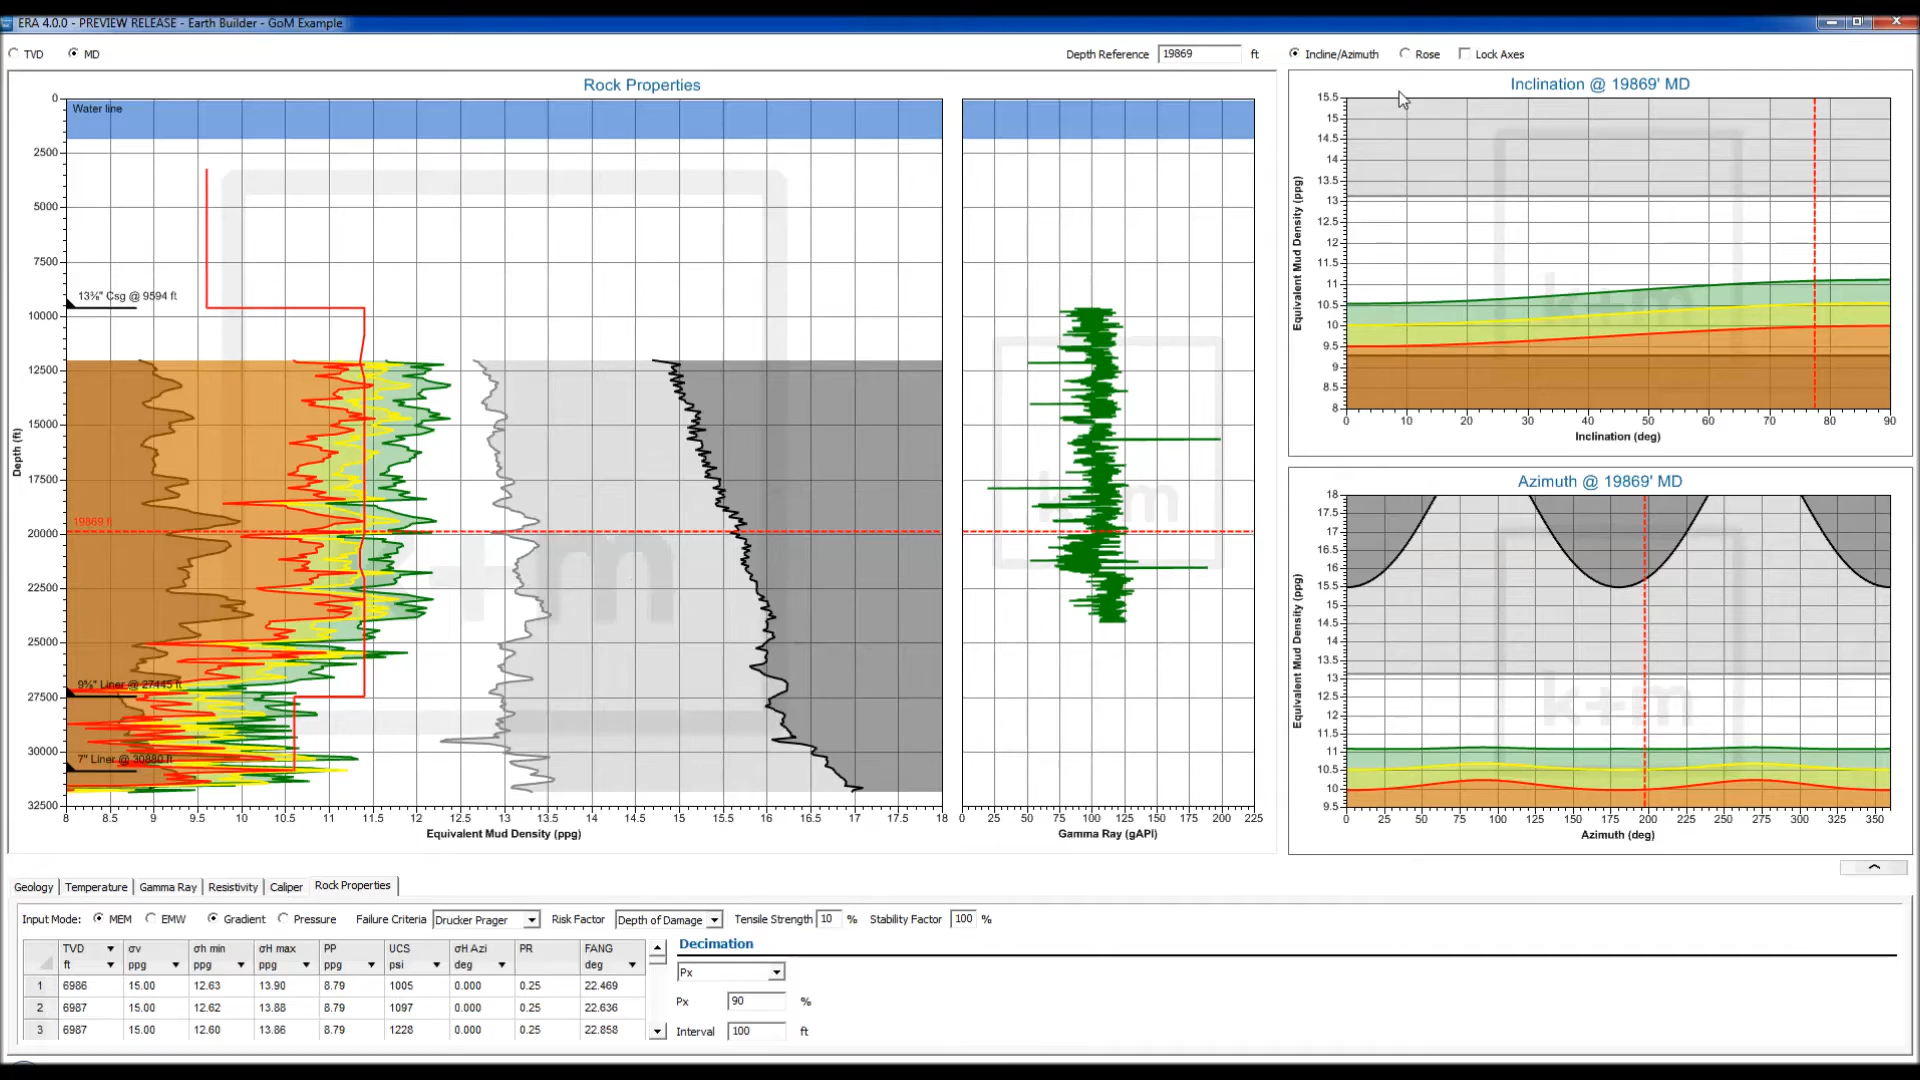 ERA 4.0.0 - PREVIEW RELEASE - Earth Builder - GoM Example
TVD MD Depth Reference 19869 ft Incline/Azimuth Rose Lock Axes
Rock Properties
Water line
13⅜" Csg @ 9594 ft
19869 ft
9⅝" Liner @ 27445 ft
7" Liner @ 30880 ft
0
2500
5000
7500
10000
12500
15000
17500
20000
22500
25000
27500
30000
32500
Depth (ft)
8 8.5 9 9.5 10 10.5 11 11.5 12 12.5 13 13.5 14 14.5 15 15.5 16 16.5 17 17.5 18
Equivalent Mud Density (ppg)
k+m
0 25 50 75 100 125 150 175 200 225
Gamma Ray (gAPI)
k+m
Inclination @ 19869' MD
15.5
15
14.5
14
13.5
13
12.5
12
11.5
11
10.5
10
9.5
9
8.5
8
Equivalent Mud Density (ppg)
0 10 20 30 40 50 60 70 80 90
Inclination (deg)
k+m
Azimuth @ 19869' MD
18
17.5
17
16.5
16
15.5
15
14.5
14
13.5
13
12.5
12
11.5
11
10.5
10
9.5
Equivalent Mud Density (ppg)
0 25 50 75 100 125 150 175 200 225 250 275 300 325 350
Azimuth (deg)
k+m
Geology Temperature Gamma Ray Resistivity Caliper Rock Properties
Input Mode: MEM EMW Gradient Pressure Failure Criteria Drucker Prager Risk Factor Depth of Damage Tensile Strength 10 % Stability Factor 100 %
TVD σv σh min σH max PP UCS σH Azi PR FANG
ft ppg ppg ppg ppg psi deg deg
1 6986 15.00 12.63 13.90 8.79 1005 0.000 0.25 22.469
2 6987 15.00 12.62 13.88 8.79 1097 0.000 0.25 22.636
3 6987 15.00 12.60 13.86 8.79 1228 0.000 0.25 22.858
Decimation
Px
Px 90 %
Interval 100 ft